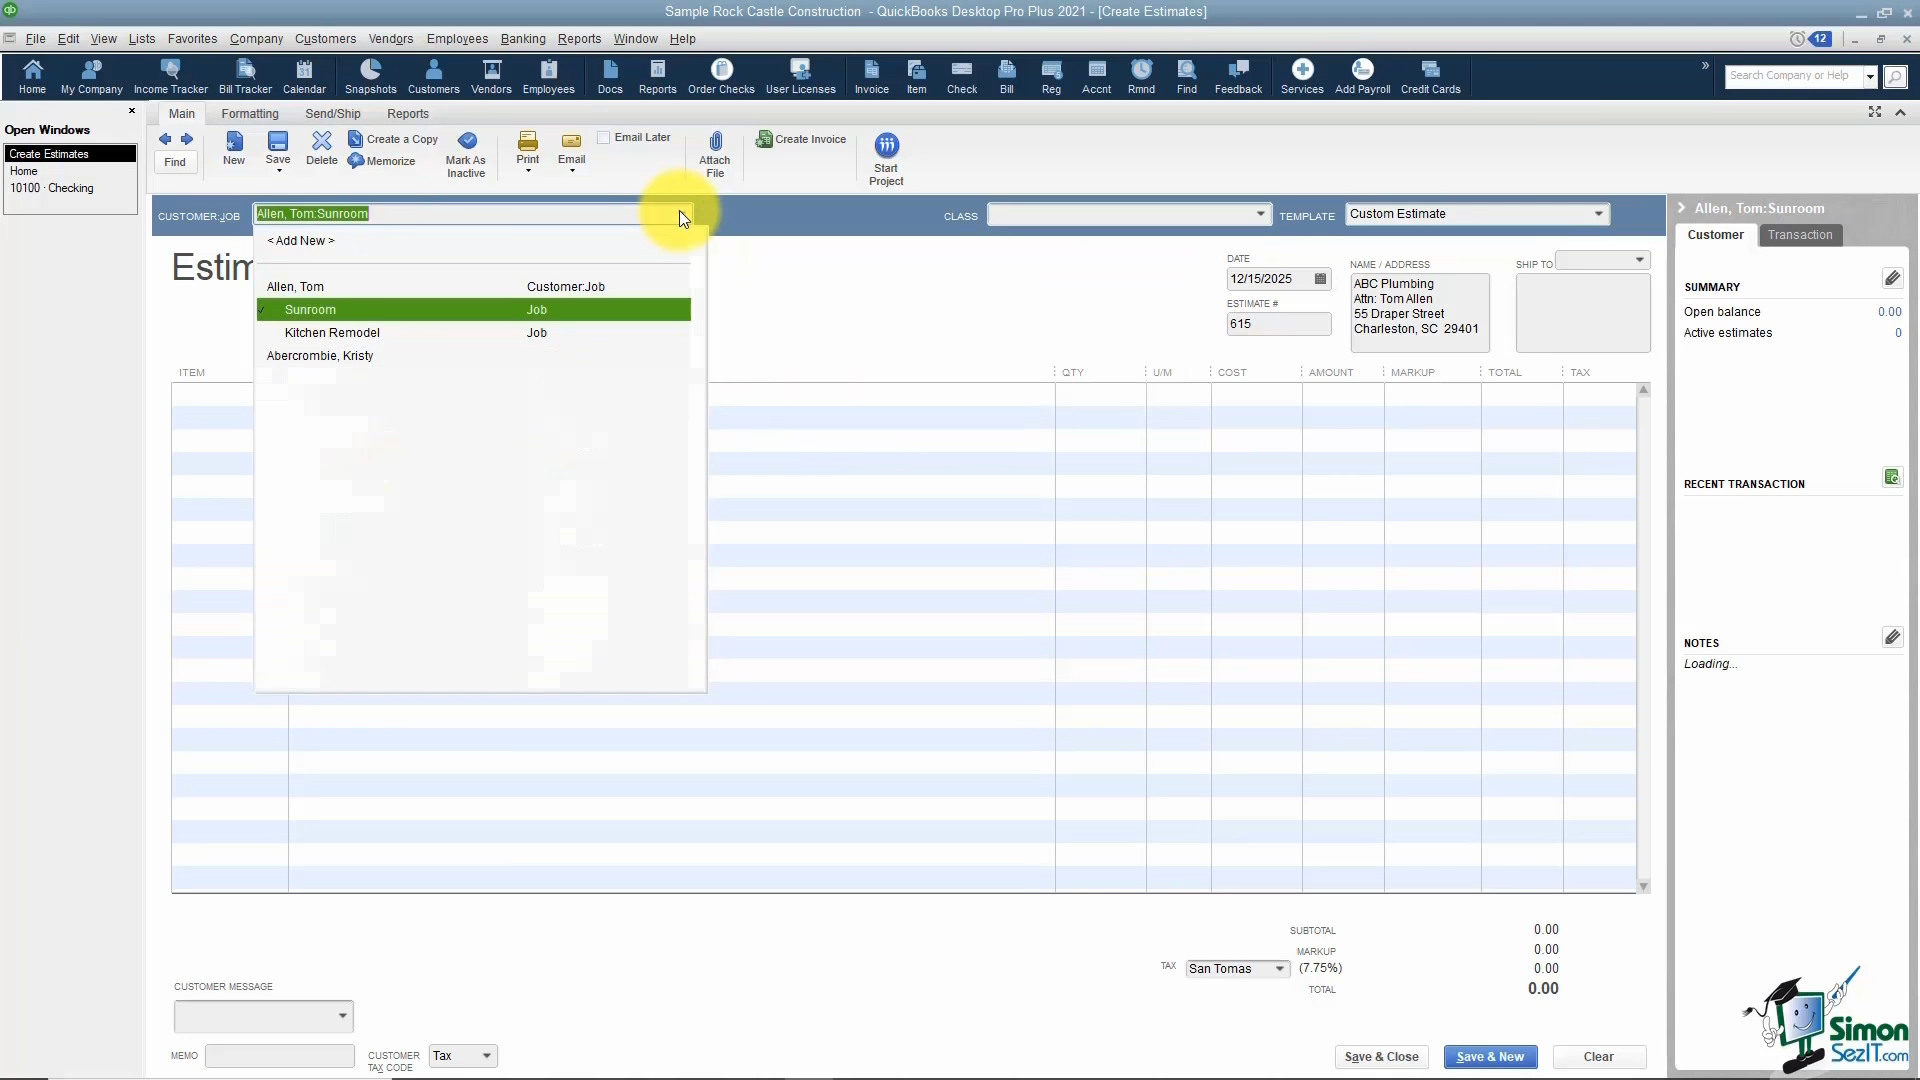 Sample Rock Castle Construction - QuickBooks Desktop Pro Plus 2021 - [Create Estimates]
File Edit View Lists Favorites Company Customers Vendors Employees Banking Reports Window Help
12
Home My Company Income Tracker Bill Tracker Calendar Snapshots Customers Vendors Employees Docs Reports Order Checks User Licenses Invoice Item Check Bill Reg Accnt Rmnd Find Feedback Services Add Payroll Credit Cards
Search Company or Help
Open Windows
Create Estimates
Home
10100 · Checking
Main Formatting Send/Ship Reports
Find
New
Save
Delete
Create a Copy
Memorize
Mark As
Inactive
Print
Email
Email Later
Attach
File
Create Invoice
Start
Project
CUSTOMER:JOB Allen, Tom:Sunroom
CLASS
TEMPLATE Custom Estimate
< Add New >
Allen, Tom Customer:Job
Sunroom Job
Kitchen Remodel Job
Abercrombie, Kristy
Estim
DATE
12/15/2025
ESTIMATE #
615
NAME / ADDRESS
ABC Plumbing
Attn: Tom Allen
55 Draper Street
Charleston, SC 29401
SHIP TO
ITEM QTY U/M COST AMOUNT MARKUP TOTAL TAX
SUBTOTAL 0.00
MARKUP 0.00
TAX San Tomas (7.75%) 0.00
TOTAL 0.00
CUSTOMER MESSAGE
MEMO
CUSTOMER
TAX CODE
Tax
Save & Close Save & New Clear
Allen, Tom:Sunroom
Customer Transaction
SUMMARY
Open balance 0.00
Active estimates 0
RECENT TRANSACTION
NOTES
Loading...
Simon
SezIT.com